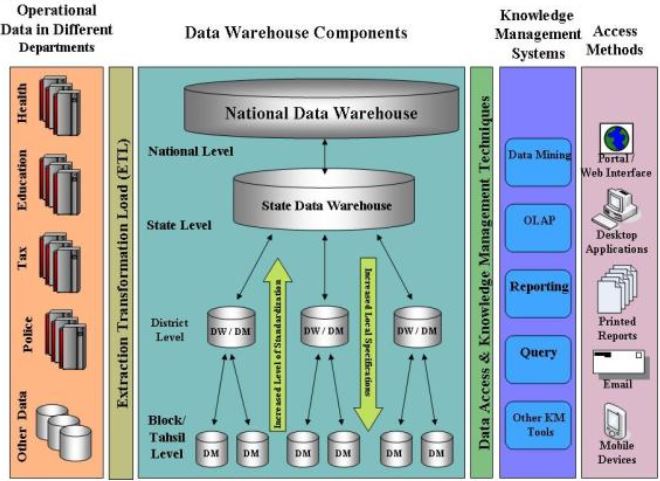 Operational
Data in Different
Departments
Health
Education
Tax
Police
Other Data
Extraction Transformation Load (ETL)
Data Warehouse Components
National Data Warehouse
National Level
State Data Warehouse
State Level
Increased Level of Standardization
Increased Local Specifications
District
Level
DW / DM
DW / DM
DW / DM
Block/
Tahsil
Level
DM
DM
DM
DM
DM
DM
Data Access & Knowledge Management Techniques
Knowledge
Management
Systems
Data Mining
OLAP
Reporting
Query
Other KM
Tools
Access
Methods
Portal /
Web Interface
Desktop
Applications
Printed
Reports
Email
Mobile
Devices